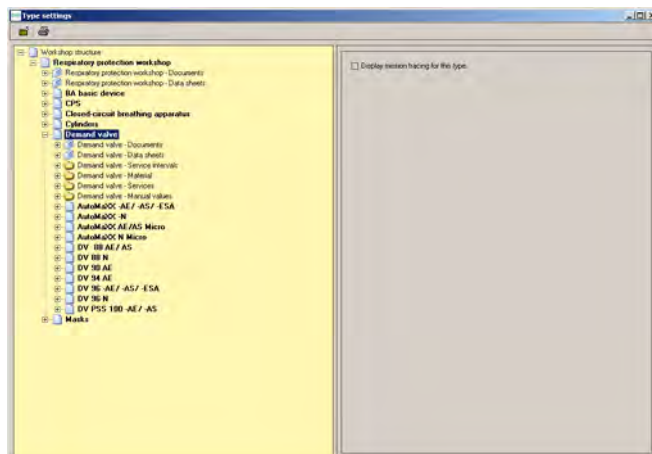 Type settings
Workshop structure
Respiratory protection workshop
Respiratory protection workshop - Documents
Respiratory protection workshop - Data sheets
BA basic device
CPS
Closed-circuit breathing apparatus
Cylinders
Demand valve
Demand valve - Documents
Demand valve - Data sheets
Demand valve - Service intervals
Demand valve - Material
Demand valve - Services
Demand valve - Manual values
AutoMaXX -AE/ -AS/ -ESA
AutoMaXX -N
AutoMaXX AE/AS Micro
AutoMaXX N Micro
DV 88 AE/ AS
DV 88 N
DV 90 AE
DV 94 AE
DV 96 -AE/ -AS/ -ESA
DV 96 N
DV PSS 100 -AE/ -AS
Masks
Display mission tracing for this type.